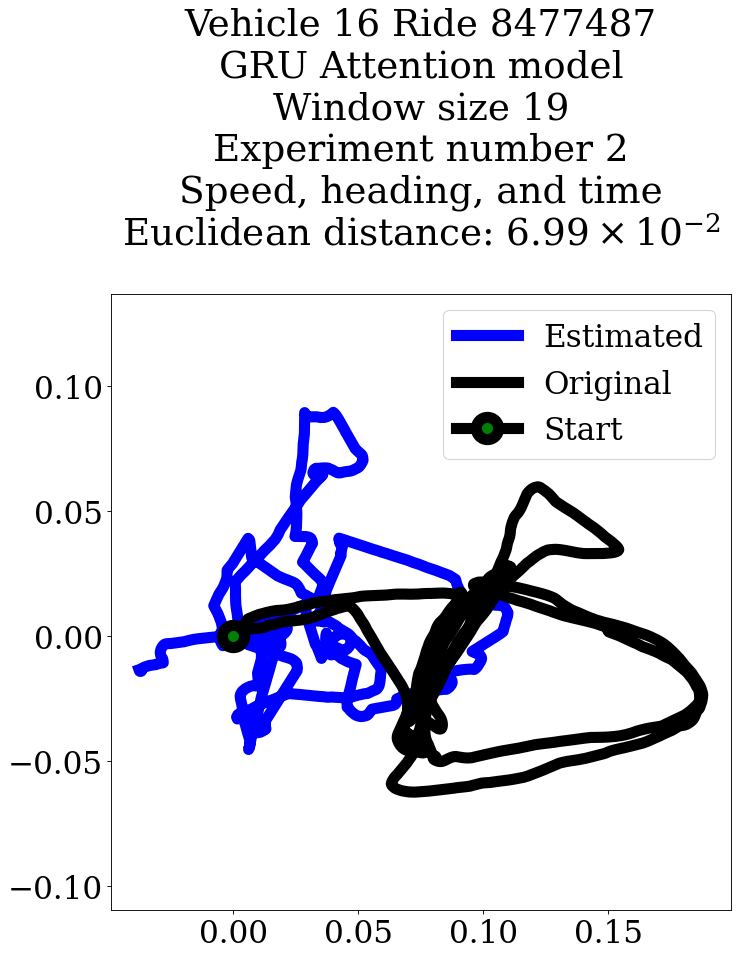 Vehicle 16 Ride 8477487
GRU Attention model
Window size 19
Experiment number 2
Speed, heading, and time
Euclidean distance: 6.99 × 10⁻²
Estimated
Original
Start
0.10
0.05
0.00
−0.05
−0.10
0.00 0.05 0.10 0.15